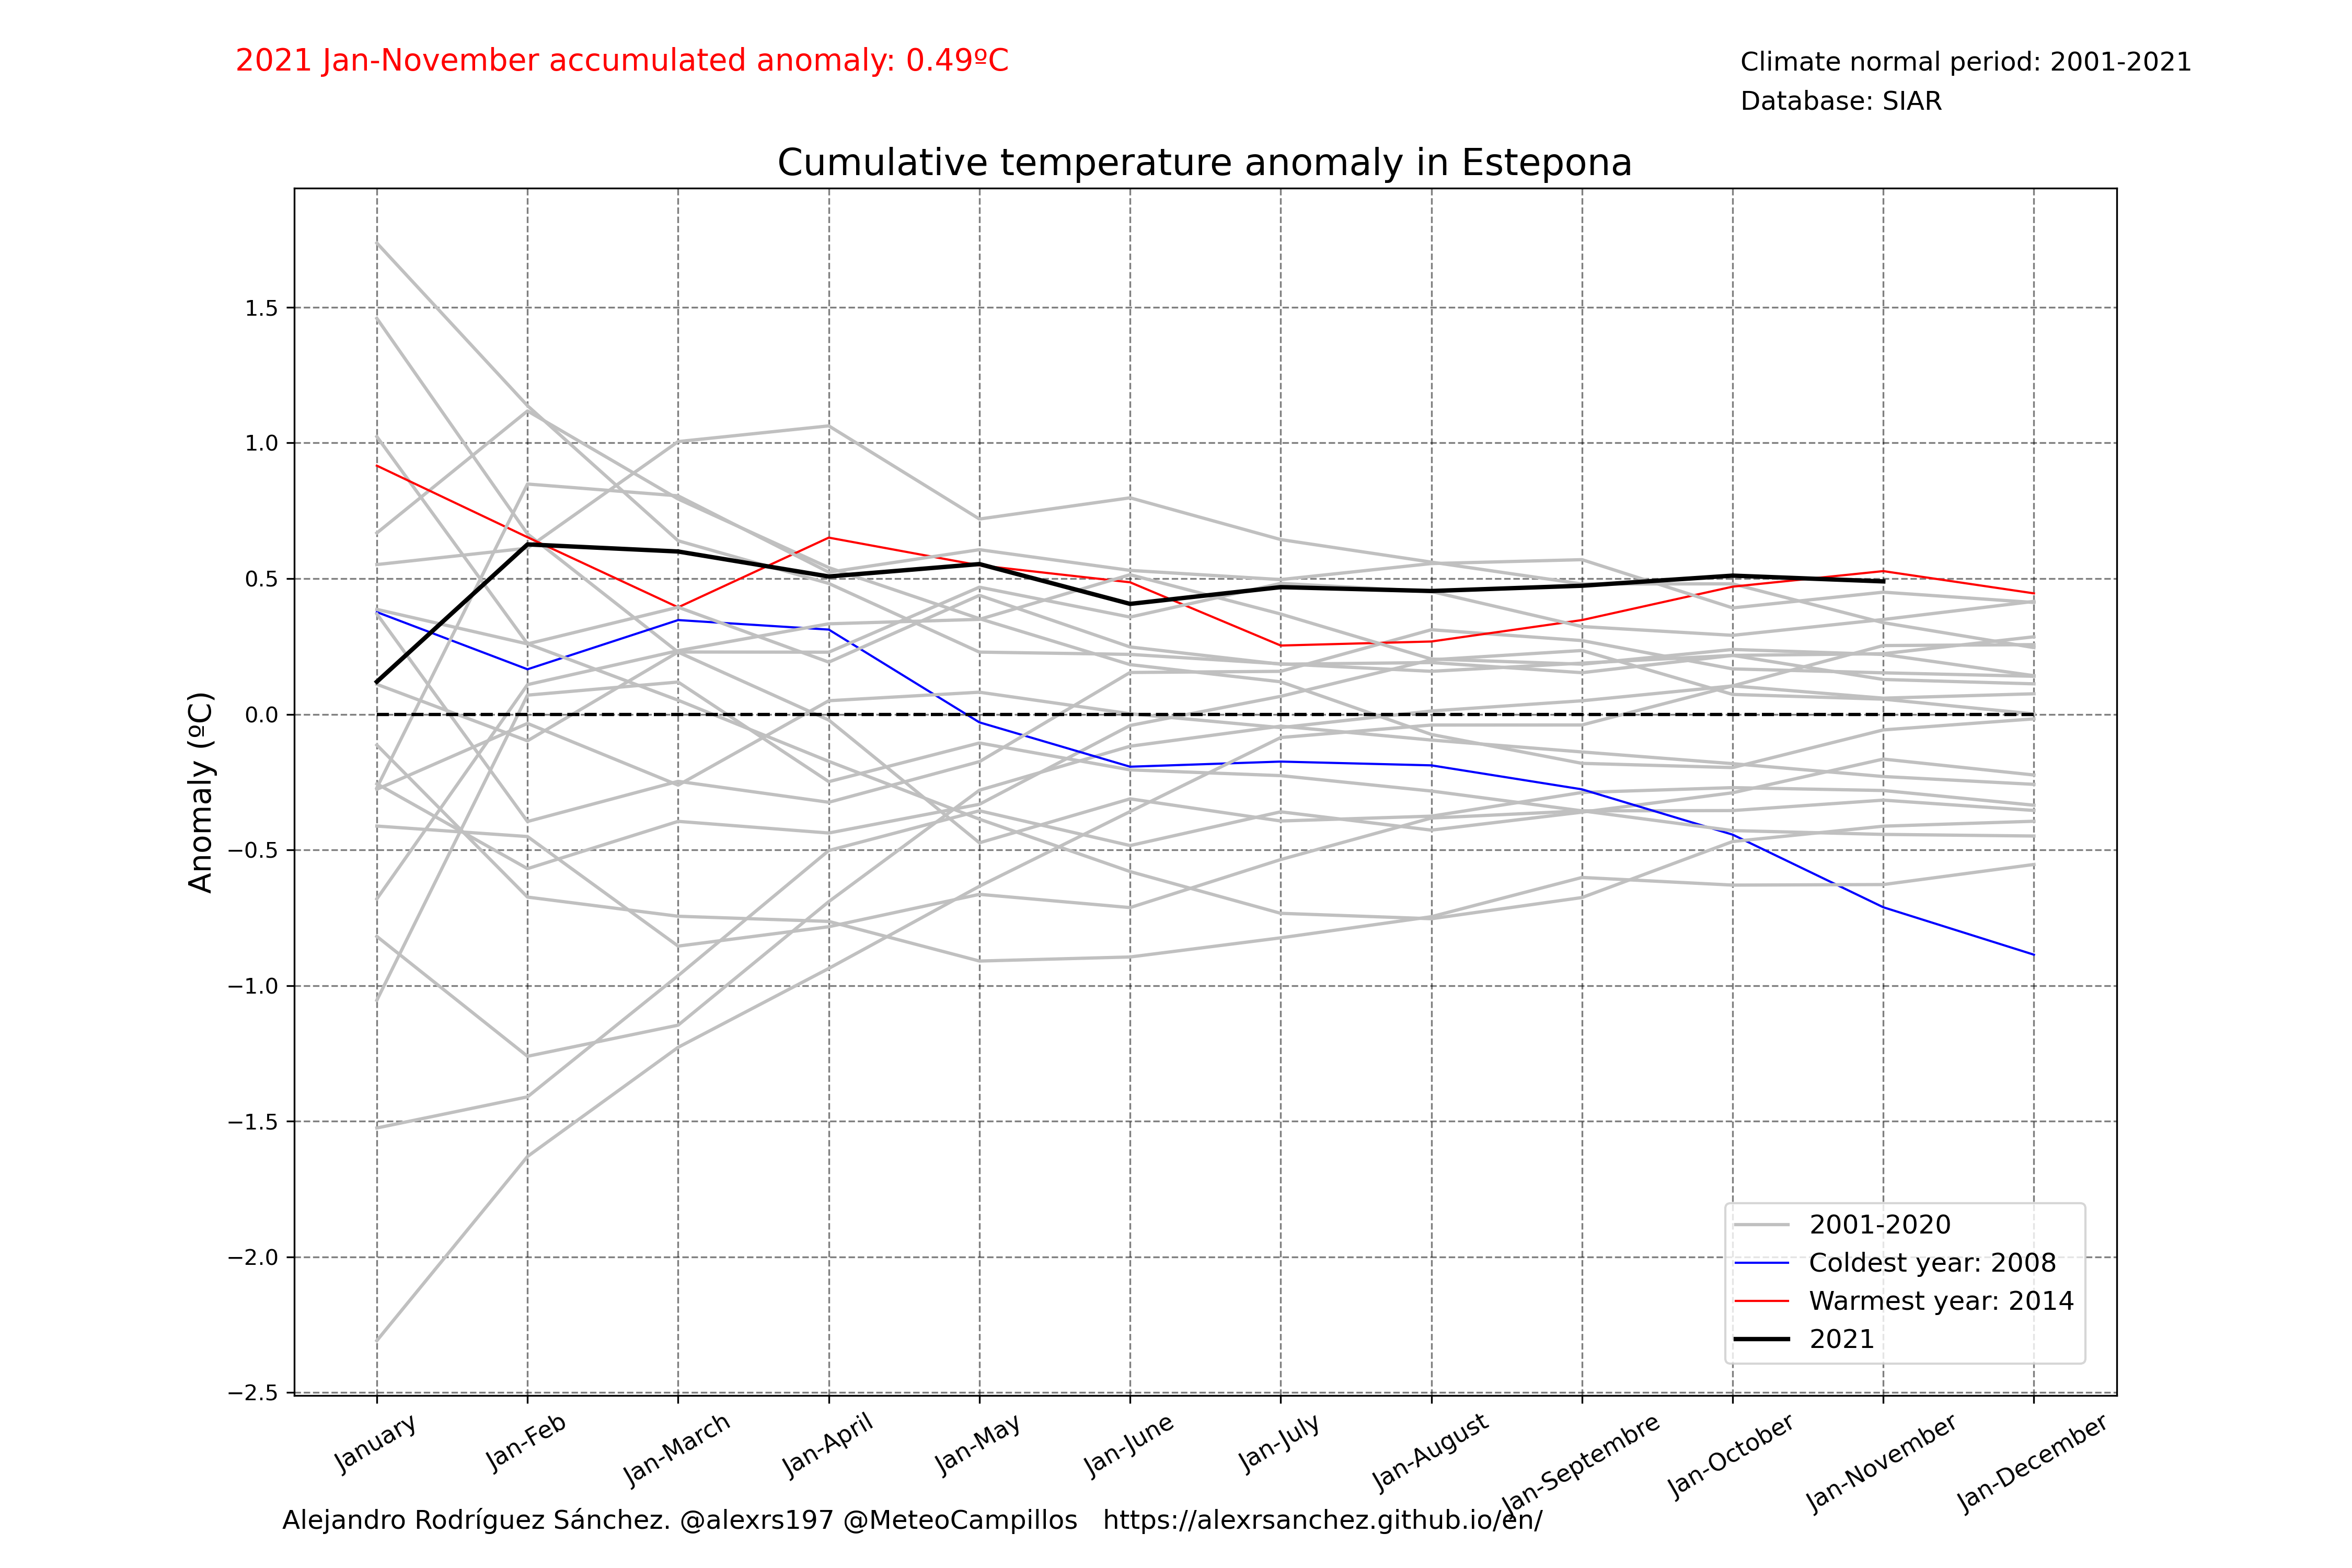 2021 Jan-November accumulated anomaly: 0.49ºC
Climate normal period: 2001-2021
Database: SIAR
Cumulative temperature anomaly in Estepona
Anomaly (ºC)
1.5
1.0
0.5
0.0
−0.5
−1.0
−1.5
−2.0
−2.5
2001-2020
Coldest year: 2008
Warmest year: 2014
2021
January
Jan-Feb
Jan-March
Jan-April
Jan-May
Jan-June
Jan-July
Jan-August
Jan-Septembre
Jan-October
Jan-November
Jan-December
Alejandro Rodríguez Sánchez. @alexrs197 @MeteoCampillos https://alexrsanchez.github.io/en/